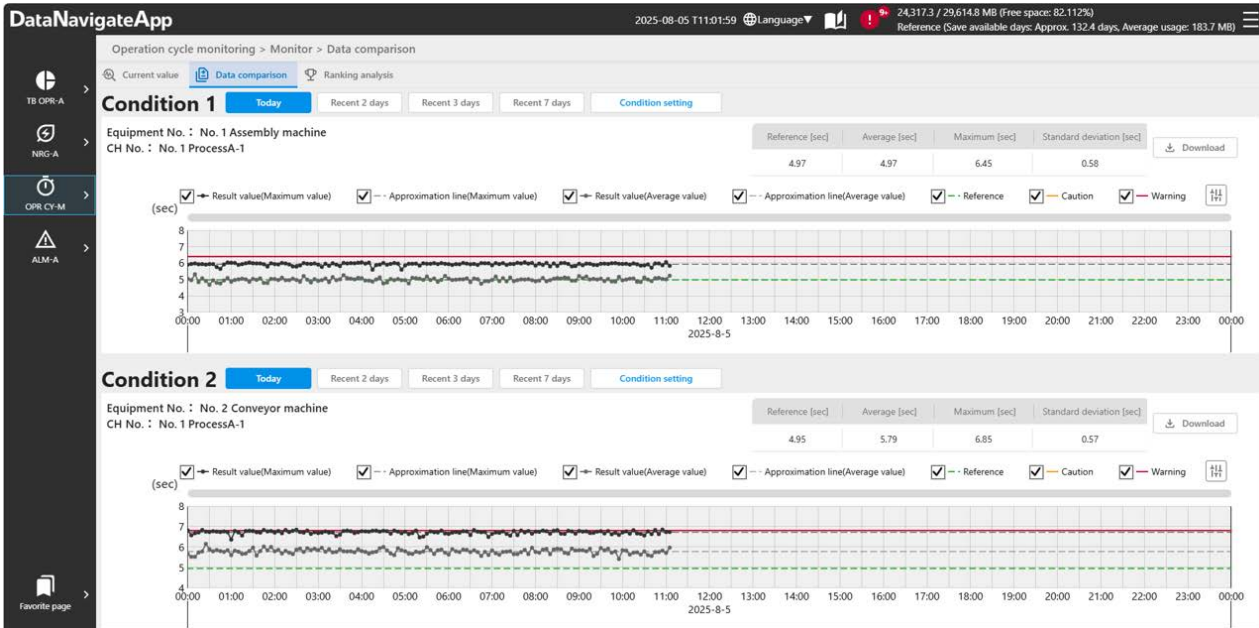 DataNavigateApp
2025-08-05 T11:01:59 Language▼ 9+ 24,317.3 / 29,614.8 MB (Free space: 82.112%)
Reference (Save available days: Approx. 132.4 days, Average usage: 183.7 MB)
Operation cycle monitoring > Monitor > Data comparison
Current value Data comparison Ranking analysis
TB OPR-A
NRG-A
OPR CY-M
ALM-A
Favorite page
Condition 1 Today Recent 2 days Recent 3 days Recent 7 days Condition setting
Equipment No. : No. 1 Assembly machine
CH No. : No. 1 ProcessA-1
Reference [sec] Average [sec] Maximum [sec] Standard deviation [sec]
4.97 4.97 6.45 0.58
Download
Result value(Maximum value) Approximation line(Maximum value) Result value(Average value) Approximation line(Average value) Reference Caution Warning
(sec)
8
7
6
5
4
3
00:00 01:00 02:00 03:00 04:00 05:00 06:00 07:00 08:00 09:00 10:00 11:00 12:00 13:00 14:00 15:00 16:00 17:00 18:00 19:00 20:00 21:00 22:00 23:00 00:00
2025-8-5
Condition 2 Today Recent 2 days Recent 3 days Recent 7 days Condition setting
Equipment No. : No. 2 Conveyor machine
CH No. : No. 1 ProcessA-1
Reference [sec] Average [sec] Maximum [sec] Standard deviation [sec]
4.95 5.79 6.85 0.57
Download
Result value(Maximum value) Approximation line(Maximum value) Result value(Average value) Approximation line(Average value) Reference Caution Warning
(sec)
8
7
6
5
4
00:00 01:00 02:00 03:00 04:00 05:00 06:00 07:00 08:00 09:00 10:00 11:00 12:00 13:00 14:00 15:00 16:00 17:00 18:00 19:00 20:00 21:00 22:00 23:00 00:00
2025-8-5